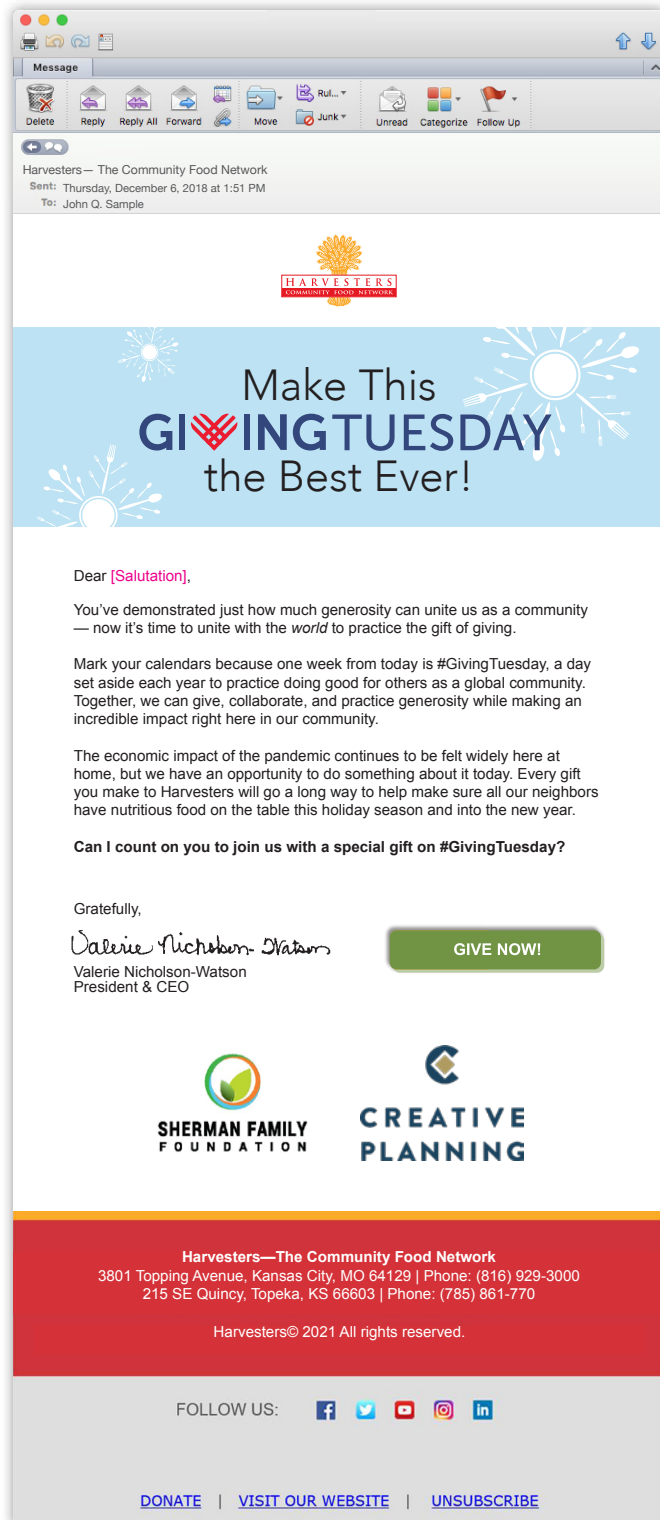 Message
Delete
Reply
Reply All
Forward
Move
Rul...
Junk
Unread
Categorize
Follow Up
Harvesters— The Community Food Network
Sent: Thursday, December 6, 2018 at 1:51 PM
To: John Q. Sample
HARVESTERS
COMMUNITY FOOD NETWORK
Make This
GIVINGTUESDAY
the Best Ever!
Dear [Salutation],
You’ve demonstrated just how much generosity can unite us as a community
— now it’s time to unite with the world to practice the gift of giving.
Mark your calendars because one week from today is #GivingTuesday, a day
set aside each year to practice doing good for others as a global community.
Together, we can give, collaborate, and practice generosity while making an
incredible impact right here in our community.
The economic impact of the pandemic continues to be felt widely here at
home, but we have an opportunity to do something about it today. Every gift
you make to Harvesters will go a long way to help make sure all our neighbors
have nutritious food on the table this holiday season and into the new year.
Can I count on you to join us with a special gift on #GivingTuesday?
Gratefully,
Valerie Nicholson-Watson
GIVE NOW!
Valerie Nicholson-Watson
President & CEO
SHERMAN FAMILY
FOUNDATION
CREATIVE
PLANNING
Harvesters—The Community Food Network
3801 Topping Avenue, Kansas City, MO 64129 | Phone: (816) 929-3000
215 SE Quincy, Topeka, KS 66603 | Phone: (785) 861-770
Harvesters© 2021 All rights reserved.
FOLLOW US:
DONATE | VISIT OUR WEBSITE | UNSUBSCRIBE